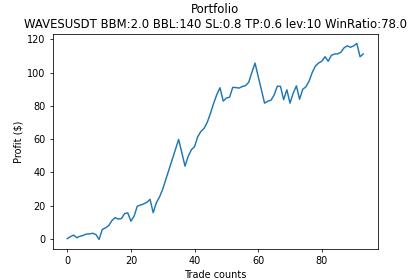 Portfolio
WAVESUSDT BBM:2.0 BBL:140 SL:0.8 TP:0.6 lev:10 WinRatio:78.0
120
100
80
60
40
20
0
Profit ($)
0 20 40 60 80
Trade counts